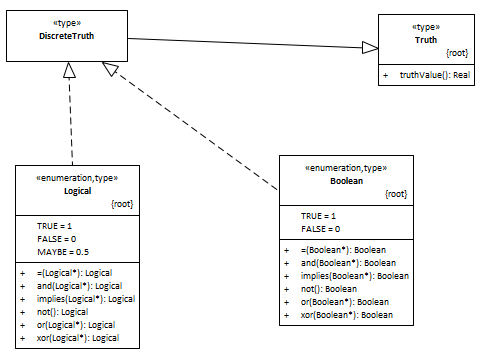 «type»
DiscreteTruth
«type»
Truth
{root}
+ truthValue(): Real
«enumeration,type»
Logical
{root}
TRUE = 1
FALSE = 0
MAYBE = 0.5
+ =(Logical*): Logical
+ and(Logical*): Logical
+ implies(Logical*): Logical
+ not(): Logical
+ or(Logical*): Logical
+ xor(Logical*): Logical
«enumeration,type»
Boolean
{root}
TRUE = 1
FALSE = 0
+ =(Boolean*): Boolean
+ and(Boolean*): Boolean
+ implies(Boolean*): Boolean
+ not(): Boolean
+ or(Boolean*): Boolean
+ xor(Boolean*): Boolean